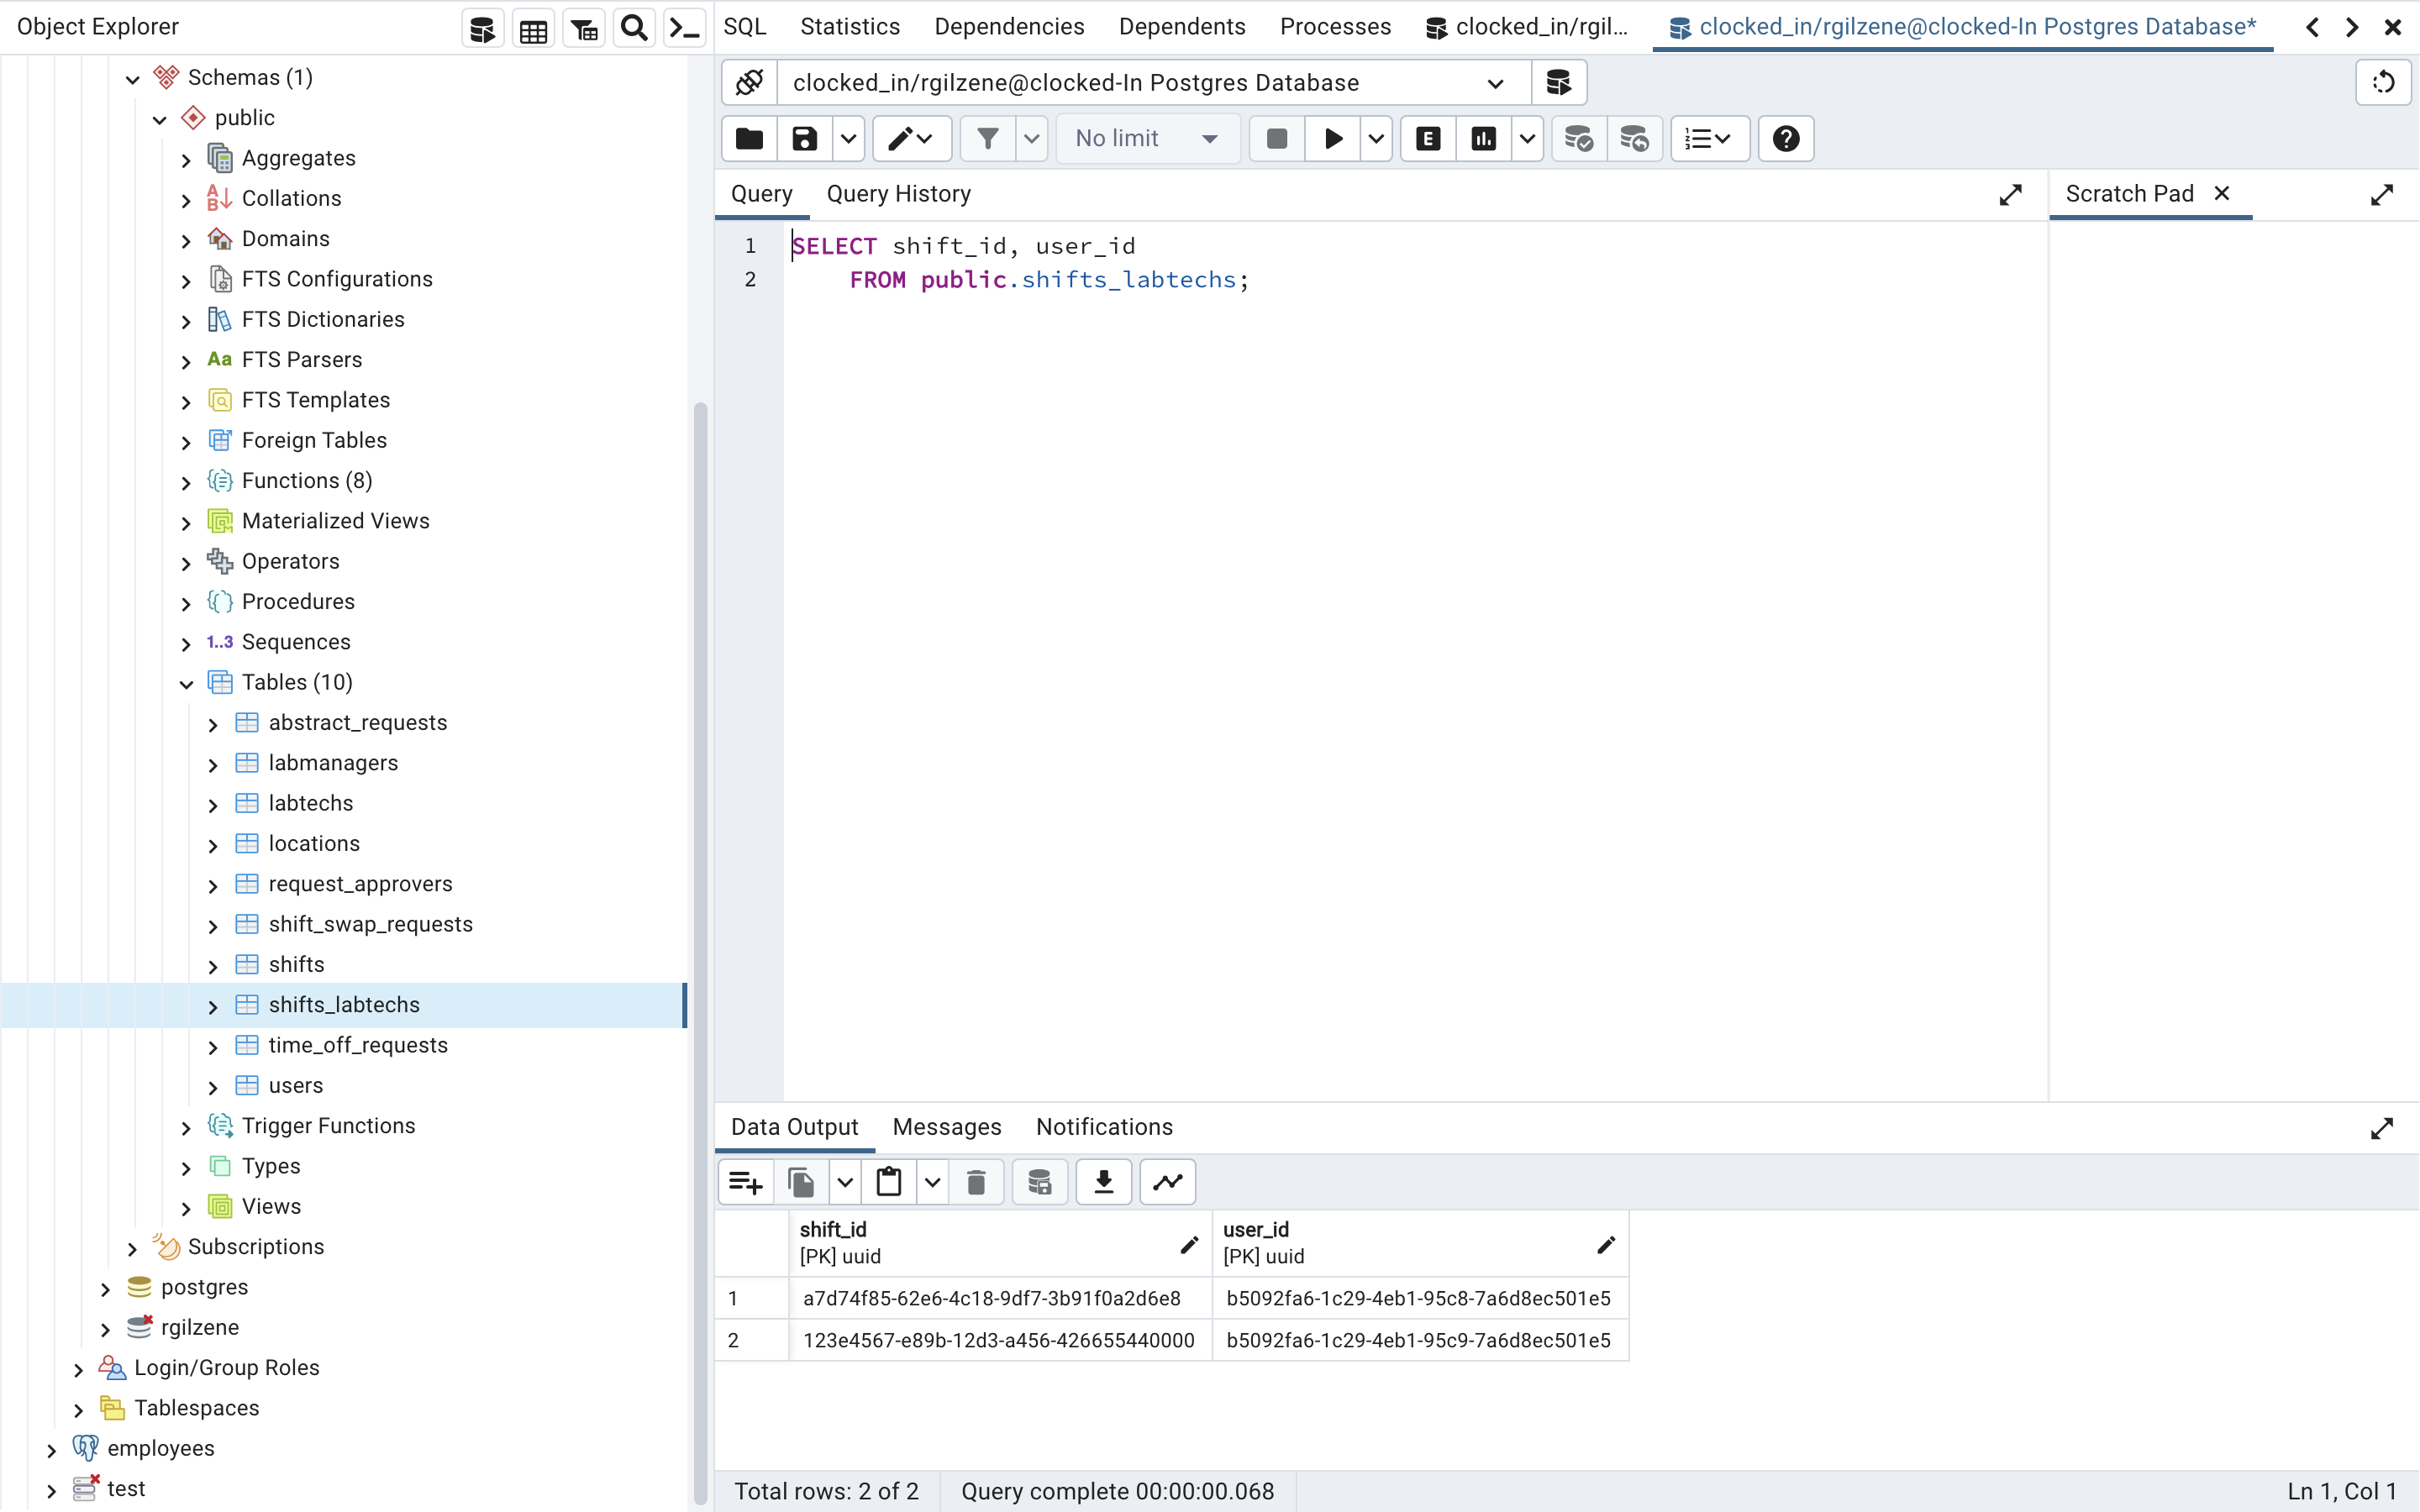 Object Explorer
SQL
Statistics
Dependencies
Dependents
Processes
clocked_in/rgil...
clocked_in/rgilzene@clocked-In Postgres Database*
Schemas (1)
public
Aggregates
Collations
Domains
FTS Configurations
FTS Dictionaries
Aa FTS Parsers
FTS Templates
Foreign Tables
Functions (8)
Materialized Views
Operators
Procedures
1..3 Sequences
Tables (10)
abstract_requests
labmanagers
labtechs
locations
request_approvers
shift_swap_requests
shifts
shifts_labtechs
time_off_requests
users
Trigger Functions
Types
Views
Subscriptions
postgres
rgilzene
Login/Group Roles
Tablespaces
employees
test
clocked_in/rgilzene@clocked-In Postgres Database
No limit
E
Query
Query History
Scratch Pad
1 SELECT shift_id, user_id
2 FROM public.shifts_labtechs;
Data Output
Messages
Notifications
shift_id
[PK] uuid
user_id
[PK] uuid
1 a7d74f85-62e6-4c18-9df7-3b91f0a2d6e8 b5092fa6-1c29-4eb1-95c8-7a6d8ec501e5
2 123e4567-e89b-12d3-a456-426655440000 b5092fa6-1c29-4eb1-95c9-7a6d8ec501e5
Total rows: 2 of 2
Query complete 00:00:00.068
Ln 1, Col 1